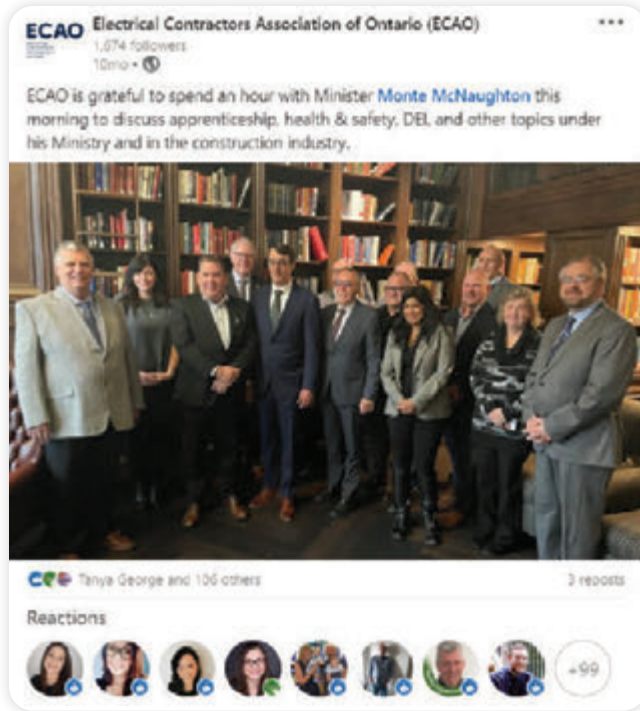 ECAO
Electrical Contractors Association of Ontario (ECAO)
1,674 followers
10mo •
ECAO is grateful to spend an hour with Minister Monte McNaughton this
morning to discuss apprenticeship, health & safety, DEI, and other topics under
his Ministry and in the construction industry.
Tanya George and 106 others
3 reposts
Reactions
+99